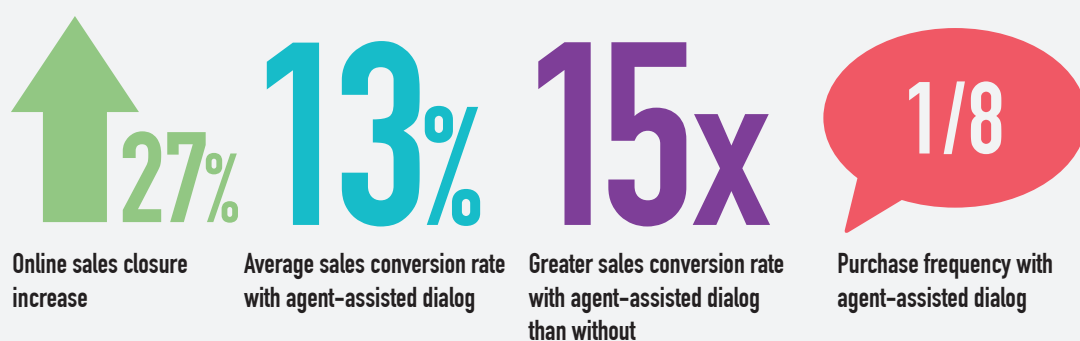 27%
Online sales closure
increase
13%
Average sales conversion rate
with agent-assisted dialog
15x
Greater sales conversion rate
with agent-assisted dialog
than without
1/8
Purchase frequency with
agent-assisted dialog